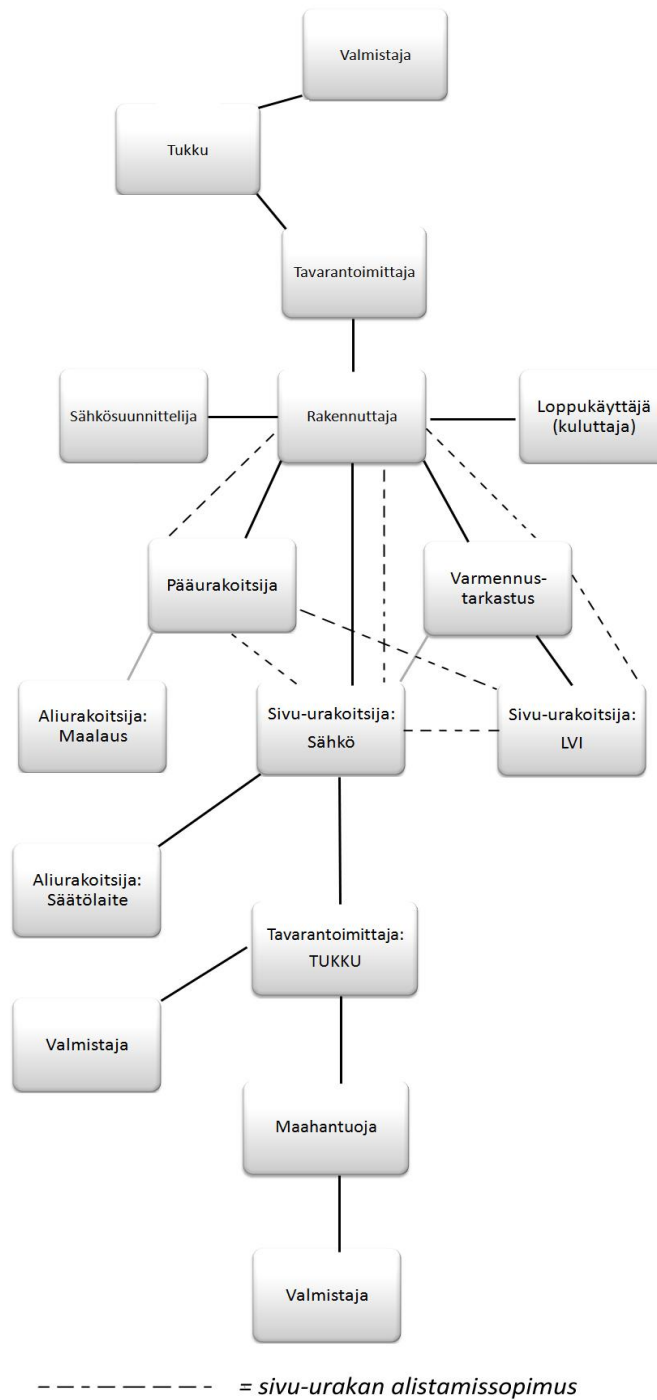 Valmistaja
Tukku
Tavarantoimittaja
Sähkösuunnittelija
Rakennuttaja
Loppukäyttäjä
(kuluttaja)
Pääurakoitsija
Varmennus-
tarkastus
Aliurakoitsija:
Maalaus
Sivu-urakoitsija:
Sähkö
Sivu-urakoitsija:
LVI
Aliurakoitsija:
Säätölaite
Tavarantoimittaja:
TUKKU
Valmistaja
Maahantuoja
Valmistaja
= sivu-urakan alistamissopimus